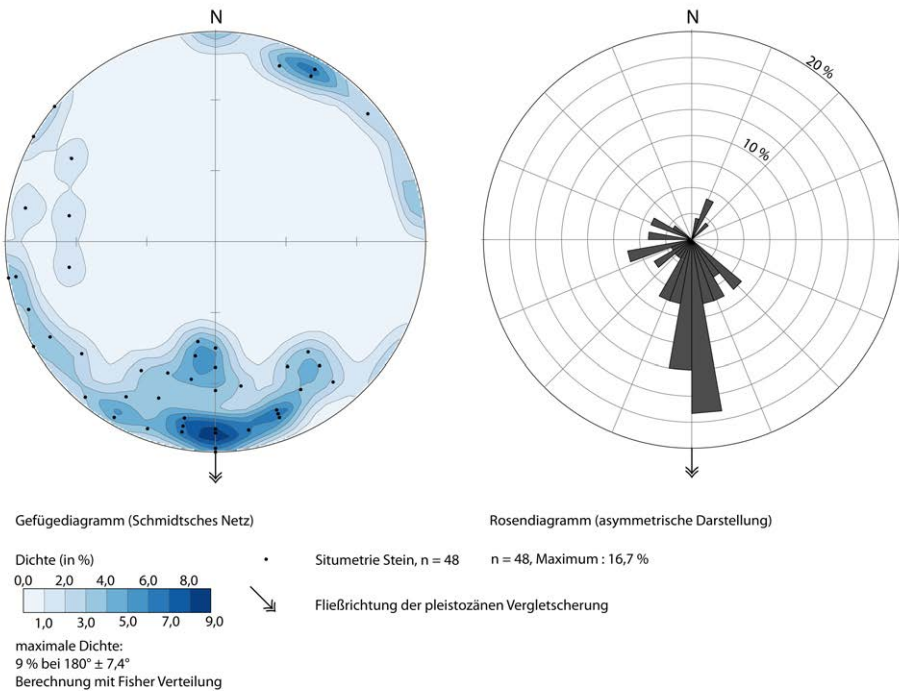 N
N
20 %
10 %
Gefügediagramm (Schmidtsches Netz)
Rosendiagramm (asymmetrische Darstellung)
Dichte (in %)
0,0 2,0 4,0 6,0 8,0
1,0 3,0 5,0 7,0 9,0
maximale Dichte:
9 % bei 180° ± 7,4°
Berechnung mit Fisher Verteilung
Situmetrie Stein, n = 48
n = 48, Maximum : 16,7 %
Fließrichtung der pleistozänen Vergletscherung